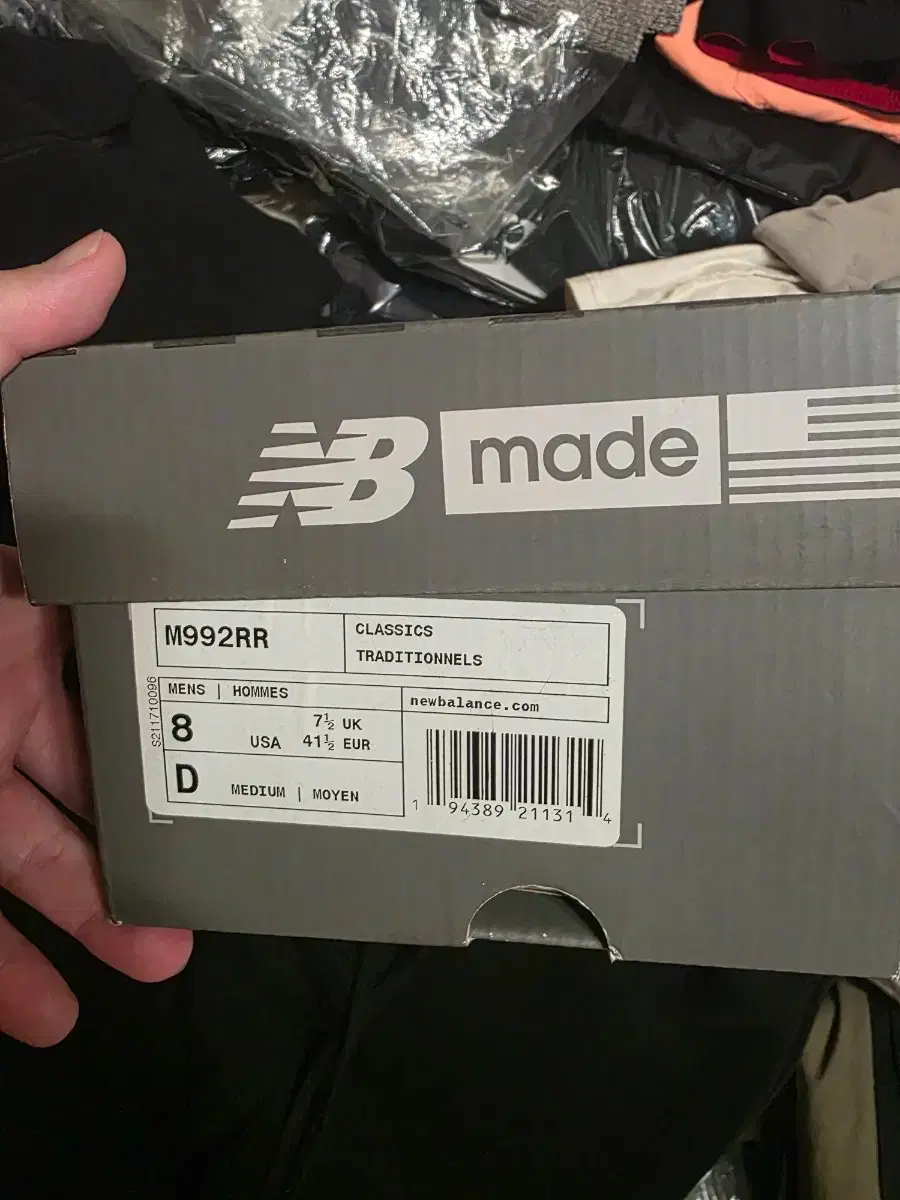 NB made
M992RR
CLASSICS
TRADITIONNELS
MENS | HOMMES
newbalance.com
8
7½ UK
USA 41½ EUR
D MEDIUM | MOYEN
S211710096
1 94389 21131 4